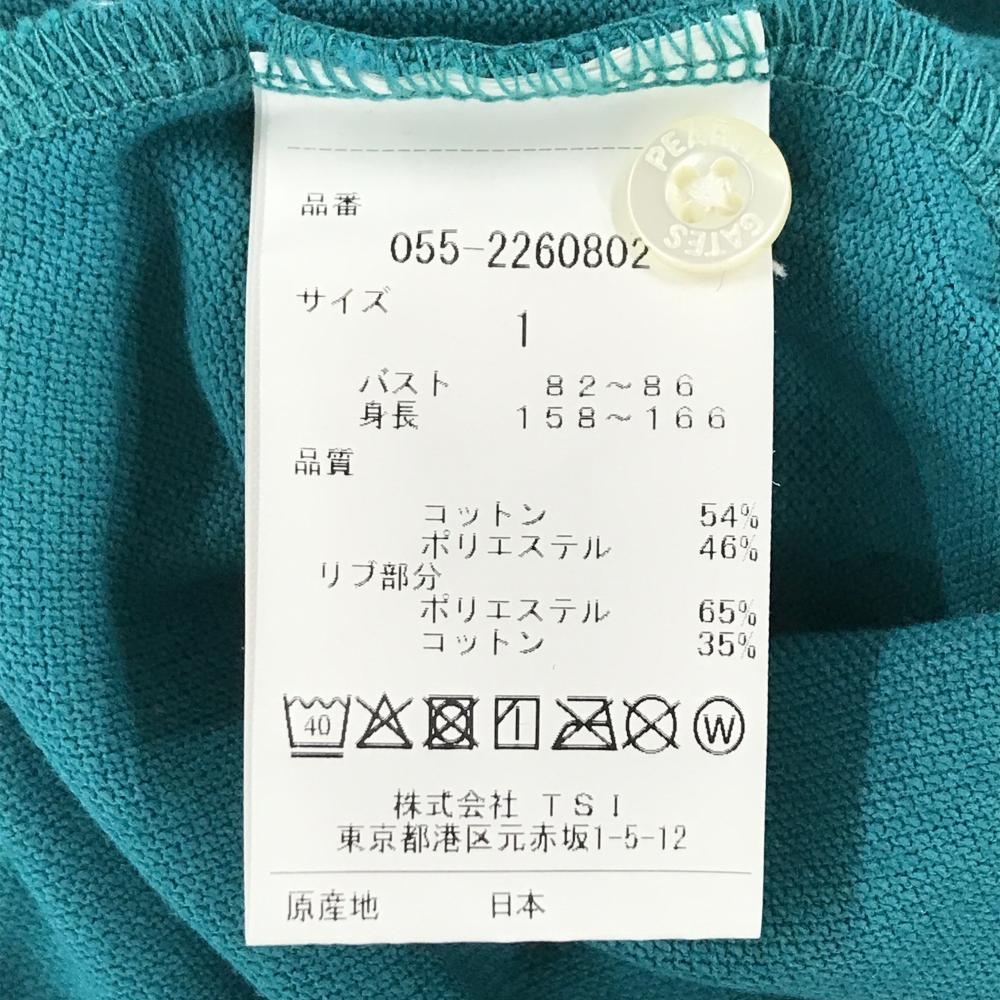 品番
055-2260802
PEARLY
GATES
サイズ
1
バスト 82～86
身長 158～166
品質
コットン 54%
ポリエステル 46%
リブ部分
ポリエステル 65%
コットン 35%
40 W
株式会社 TSI
東京都港区元赤坂1-5-12
原産地 日本